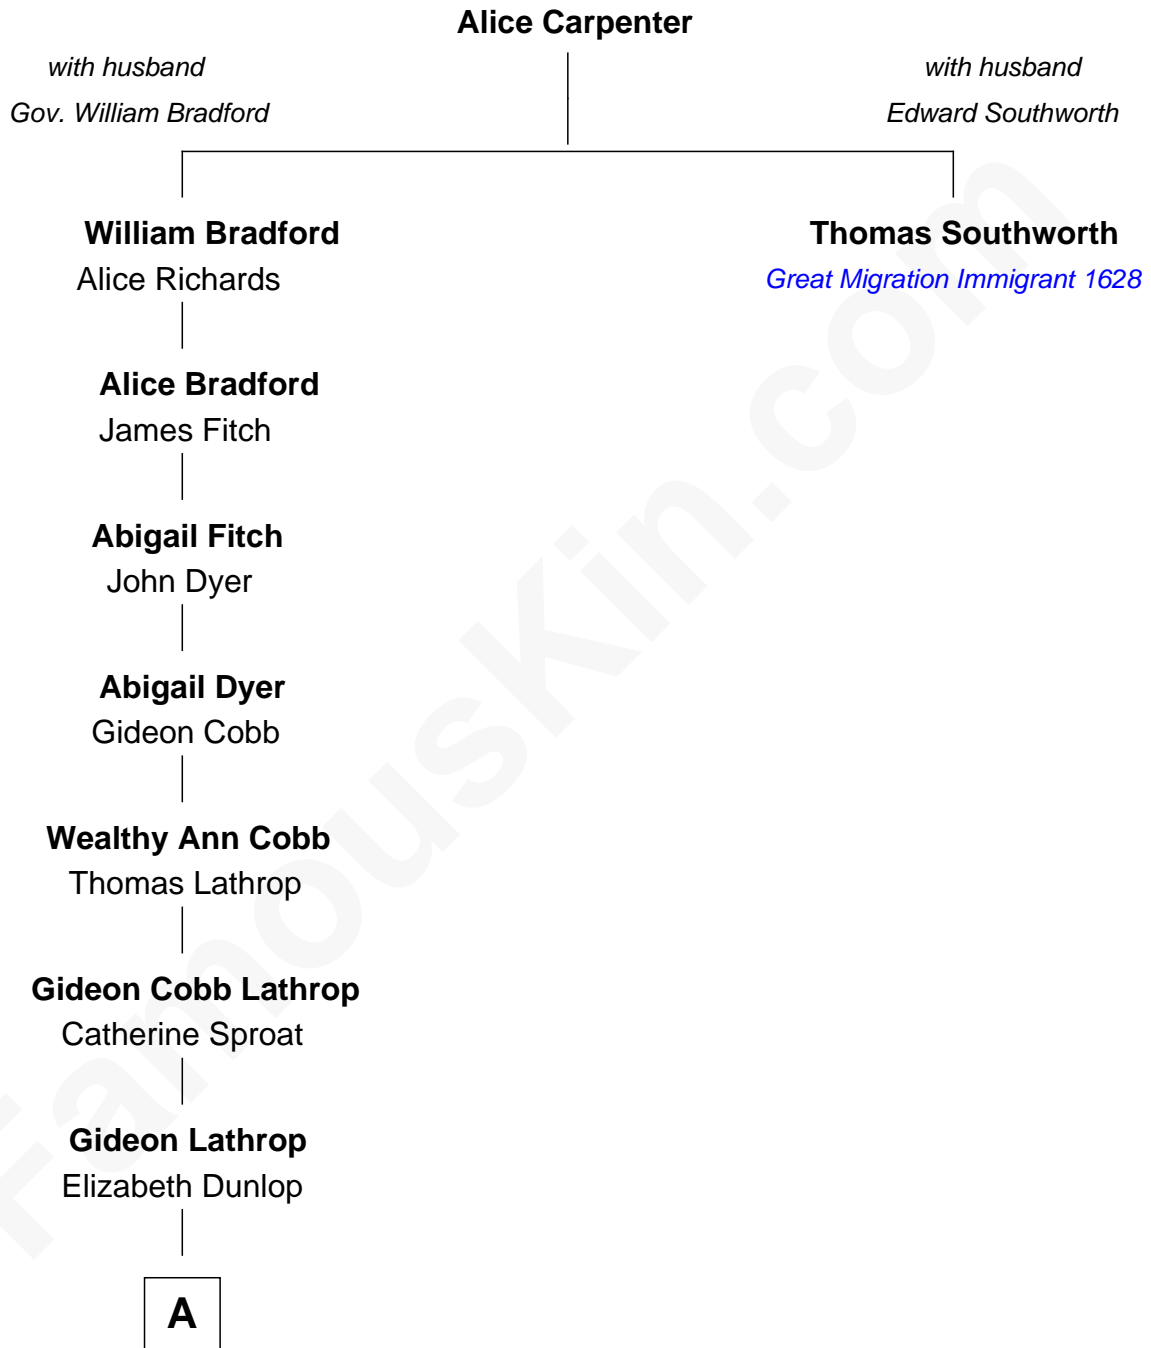 Alice Carpenter
with husband
Gov. William Bradford
with husband
Edward Southworth
William Bradford
Alice Richards
Thomas Southworth
Great Migration Immigrant 1628
Alice Bradford
James Fitch
Abigail Fitch
John Dyer
Abigail Dyer
Gideon Cobb
Wealthy Ann Cobb
Thomas Lathrop
Gideon Cobb Lathrop
Catherine Sproat
Gideon Lathrop
Elizabeth Dunlop
A
FamousKin.com